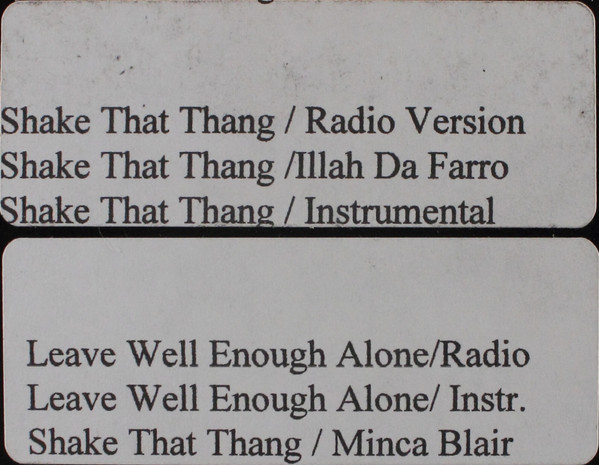 Shake That Thang / Radio Version
Shake That Thang /Illah Da Farro
Shake That Thang / Instrumental
Leave Well Enough Alone/Radio
Leave Well Enough Alone/ Instr.
Shake That Thang / Minca Blair